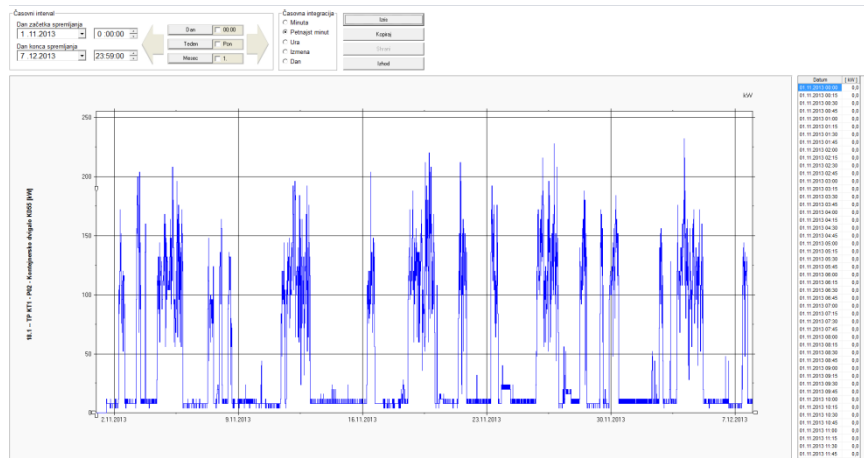 Časovni interval
Dan začetka spremljanja
1 .11.2013
0 :00:00
Dan konca spremljanja
7 .12.2013
23:59:00
Dan
00:00
Teden
Pon
Mesec
1.
Časovna integracija
Minuta
Petnajst minut
Ura
Izmena
Dan
Izris
Kopiraj
Shrani
Izhod
kW
250
200
150
100
50
0
18.1 – TP KT1 - P02 - Kontejnersko dvigalo KD55 [kW]
2.11.2013
9.11.2013
16.11.2013
23.11.2013
30.11.2013
7.12.2013
Datum [ kW ]
01.11.2013 00:00 0,0
01.11.2013 00:15 0,0
01.11.2013 00:30 0,0
01.11.2013 00:45 0,0
01.11.2013 01:00 0,0
01.11.2013 01:15 0,0
01.11.2013 01:30 0,0
01.11.2013 01:45 0,0
01.11.2013 02:00 0,0
01.11.2013 02:15 0,0
01.11.2013 02:30 0,0
01.11.2013 02:45 0,0
01.11.2013 03:00 0,0
01.11.2013 03:15 0,0
01.11.2013 03:30 0,0
01.11.2013 03:45 0,0
01.11.2013 04:00 0,0
01.11.2013 04:15 0,0
01.11.2013 04:30 0,0
01.11.2013 04:45 0,0
01.11.2013 05:00 0,0
01.11.2013 05:15 0,0
01.11.2013 05:30 0,0
01.11.2013 05:45 0,0
01.11.2013 06:00 0,0
01.11.2013 06:15 0,0
01.11.2013 06:30 0,0
01.11.2013 06:45 0,0
01.11.2013 07:00 0,0
01.11.2013 07:15 0,0
01.11.2013 07:30 0,0
01.11.2013 07:45 0,0
01.11.2013 08:00 0,0
01.11.2013 08:15 0,0
01.11.2013 08:30 0,0
01.11.2013 08:45 0,0
01.11.2013 09:00 0,0
01.11.2013 09:15 0,0
01.11.2013 09:30 0,0
01.11.2013 09:45 0,0
01.11.2013 10:00 0,0
01.11.2013 10:15 0,0
01.11.2013 10:30 0,0
01.11.2013 10:45 0,0
01.11.2013 11:00 0,0
01.11.2013 11:15 0,0
01.11.2013 11:30 0,0
01.11.2013 11:45 0,0